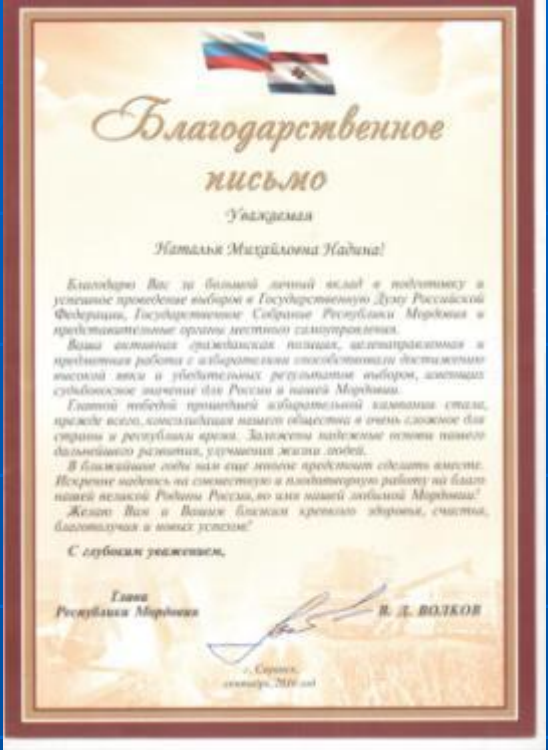 Благодарственное
письмо
Уважаемая
Наталья Михайловна Надина!
Благодарю Вас за большой личный вклад в подготовку и
успешное проведение выборов в Государственную Думу Российской
Федерации, Государственное Собрание Республики Мордовия и
представительные органы местного самоуправления.
Ваша активная гражданская позиция, целенаправленная и
предметная работа с избирателями способствовали достижению
высокой явки и убедительных результатов выборов, имеющих
судьбоносное значение для России и нашей Мордовии.
Главной победой прошедшей избирательной кампании стала,
прежде всего, консолидация нашего общества в очень сложное для
страны и республики время. Заложены надежные основы нашего
дальнейшего развития, улучшения жизни людей.
В ближайшие годы нам еще многое предстоит сделать вместе.
Искренне надеюсь на совместную и плодотворную работу на благо
нашей великой Родины России, во имя нашей любимой Мордовии!
Желаю Вам и Вашим близким крепкого здоровья, счастья,
благополучия и новых успехов!
С глубоким уважением,
Глава
Республики Мордовия
В. Д. ВОЛКОВ
г. Саранск,
сентябрь, 2016 год